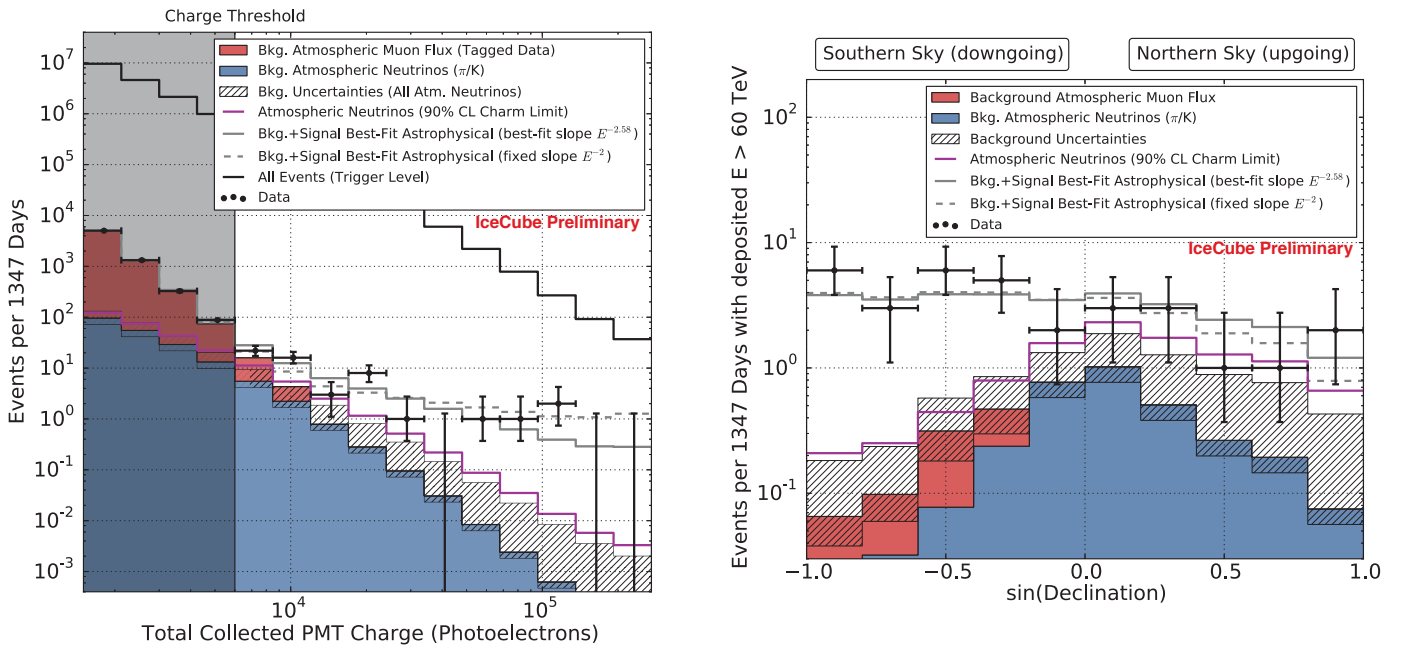 Charge Threshold
Bkg. Atmospheric Muon Flux (Tagged Data)
Bkg. Atmospheric Neutrinos (π/K)
Bkg. Uncertainties (All Atm. Neutrinos)
Atmospheric Neutrinos (90% CL Charm Limit)
Bkg.+Signal Best-Fit Astrophysical (best-fit slope E^{-2.58})
Bkg.+Signal Best-Fit Astrophysical (fixed slope E^{-2})
All Events (Trigger Level)
Data
IceCube Preliminary
Events per 1347 Days
10^7
10^6
10^5
10^4
10^3
10^2
10^1
10^0
10^{-1}
10^{-2}
10^{-3}
10^4
10^5
Total Collected PMT Charge (Photoelectrons)
Southern Sky (downgoing)
Northern Sky (upgoing)
Background Atmospheric Muon Flux
Bkg. Atmospheric Neutrinos (π/K)
Background Uncertainties
Atmospheric Neutrinos (90% CL Charm Limit)
Bkg.+Signal Best-Fit Astrophysical (best-fit slope E^{-2.58})
Bkg.+Signal Best-Fit Astrophysical (fixed slope E^{-2})
Data
IceCube Preliminary
Events per 1347 Days with deposited E > 60 TeV
10^2
10^1
10^0
10^{-1}
−1.0
−0.5
0.0
0.5
1.0
sin(Declination)